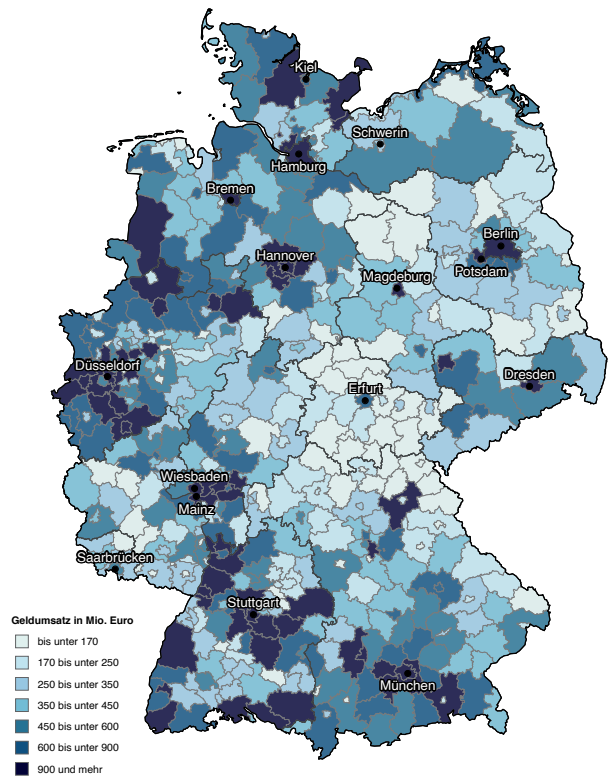 Kiel
Schwerin
Hamburg
Bremen
Berlin
Hannover
Potsdam
Magdeburg
Düsseldorf
Dresden
Erfurt
Wiesbaden
Mainz
Saarbrücken
Stuttgart
München
Geldumsatz in Mio. Euro
bis unter 170
170 bis unter 250
250 bis unter 350
350 bis unter 450
450 bis unter 600
600 bis unter 900
900 und mehr